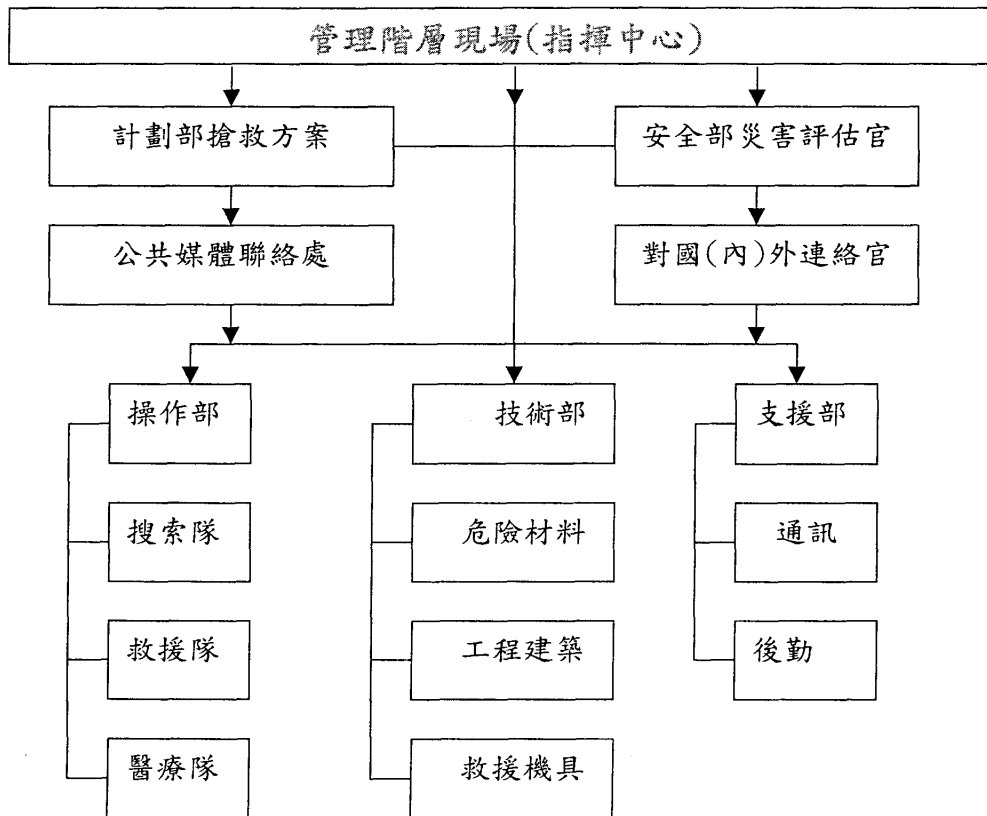 管理階層現場(指揮中心)
計劃部搶救方案
安全部災害評估官
公共媒體聯絡處
對國(內)外連絡官
操作部
技術部
支援部
搜索隊
危險材料
通訊
救援隊
工程建築
後勤
醫療隊
救援機具